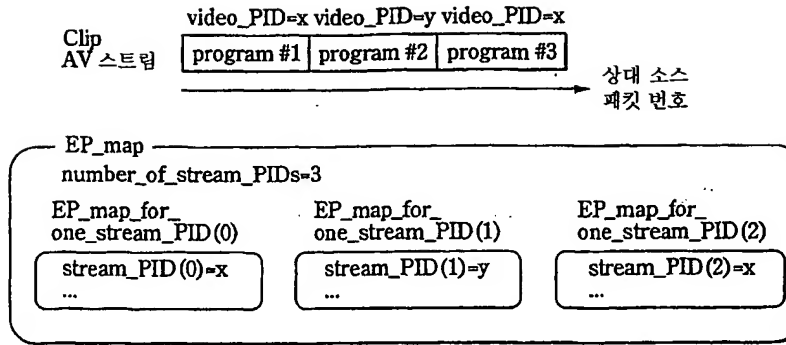 video_PID=x video_PID=y video_PID=x
Clip
AV 스트림
program #1 program #2 program #3
상대 소스
패킷 번호
EP_map
number_of_stream_PIDs=3
EP_map_for_ EP_map_for_ EP_map_for_
one_stream_PID(0) one_stream_PID(1) one_stream_PID(2)
stream_PID(0)=x stream_PID(1)=y stream_PID(2)=x
... ... ...